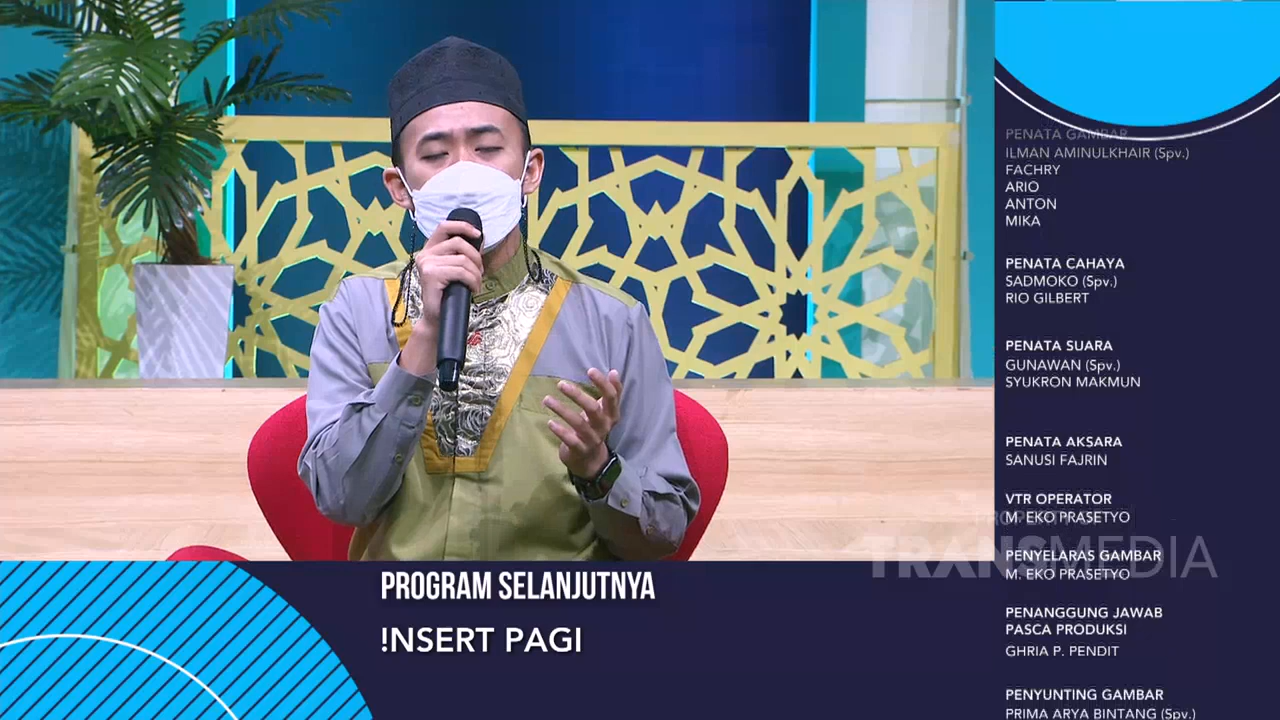 PENATA GAMBAR
ILMAN AMINULKHAIR (Spv.)
FACHRY
ARIO
ANTON
MIKA
PENATA CAHAYA
SADMOKO (Spv.)
RIO GILBERT
PENATA SUARA
GUNAWAN (Spv.)
SYUKRON MAKMUN
PENATA AKSARA
SANUSI FAJRIN
VTR OPERATOR
M. EKO PRASETYO
TRANSMEDIA
PENYELARAS GAMBAR
M. EKO PRASETYO
PENANGGUNG JAWAB
PASCA PRODUKSI
GHRIA P. PENDIT
PENYUNTING GAMBAR
PRIMA ARYA BINTANG (Spv.)
PROGRAM SELANJUTNYA
!NSERT PAGI